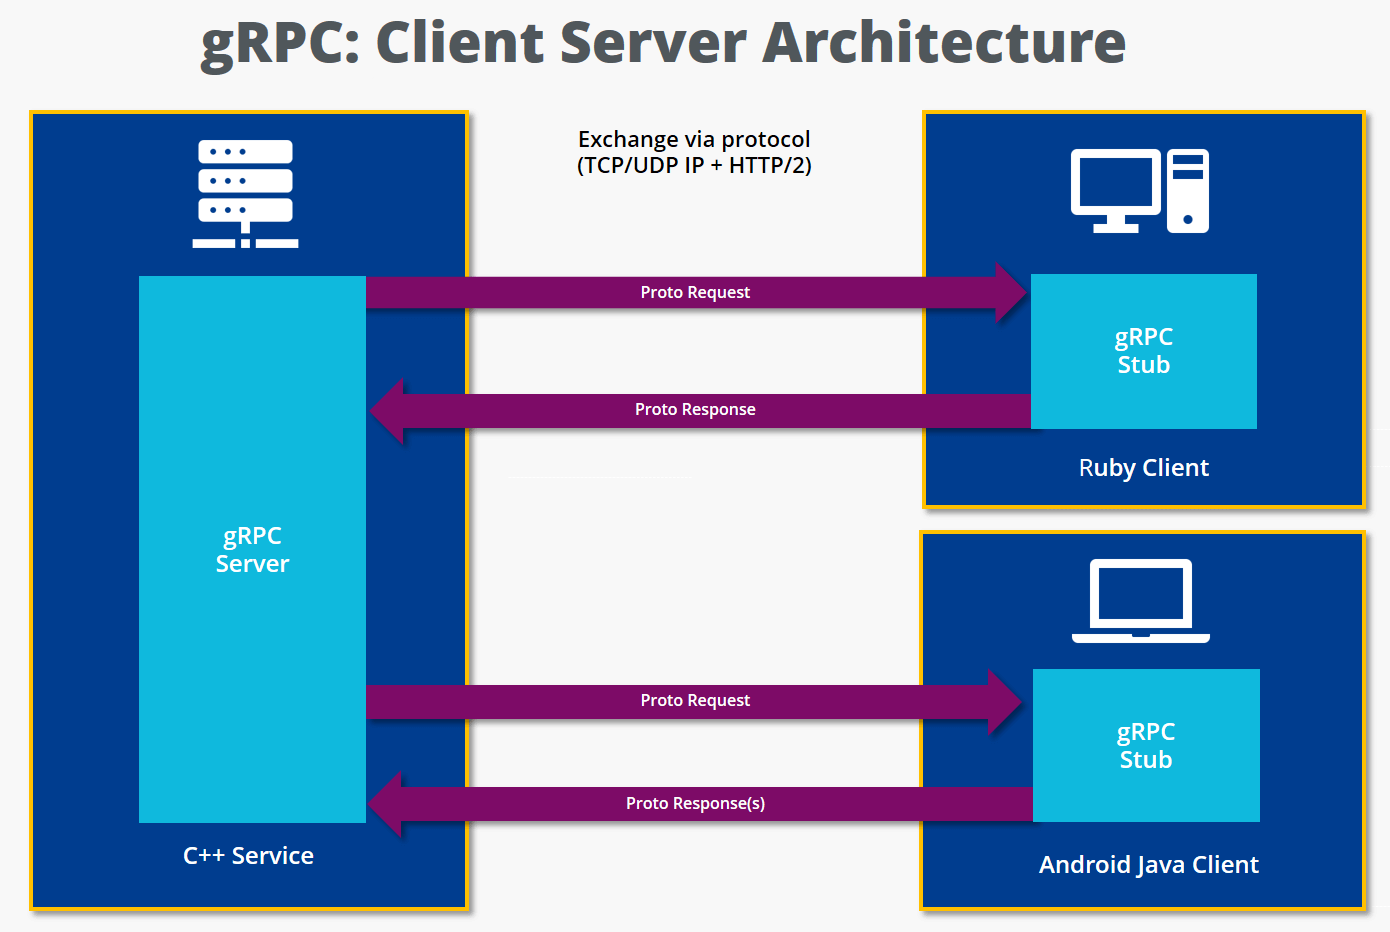 gRPC: Client Server Architecture
Exchange via protocol
(TCP/UDP IP + HTTP/2)
Proto Request
gRPC
Stub
Proto Response
Ruby Client
gRPC
Server
Proto Request
gRPC
Stub
Proto Response(s)
C++ Service
Android Java Client